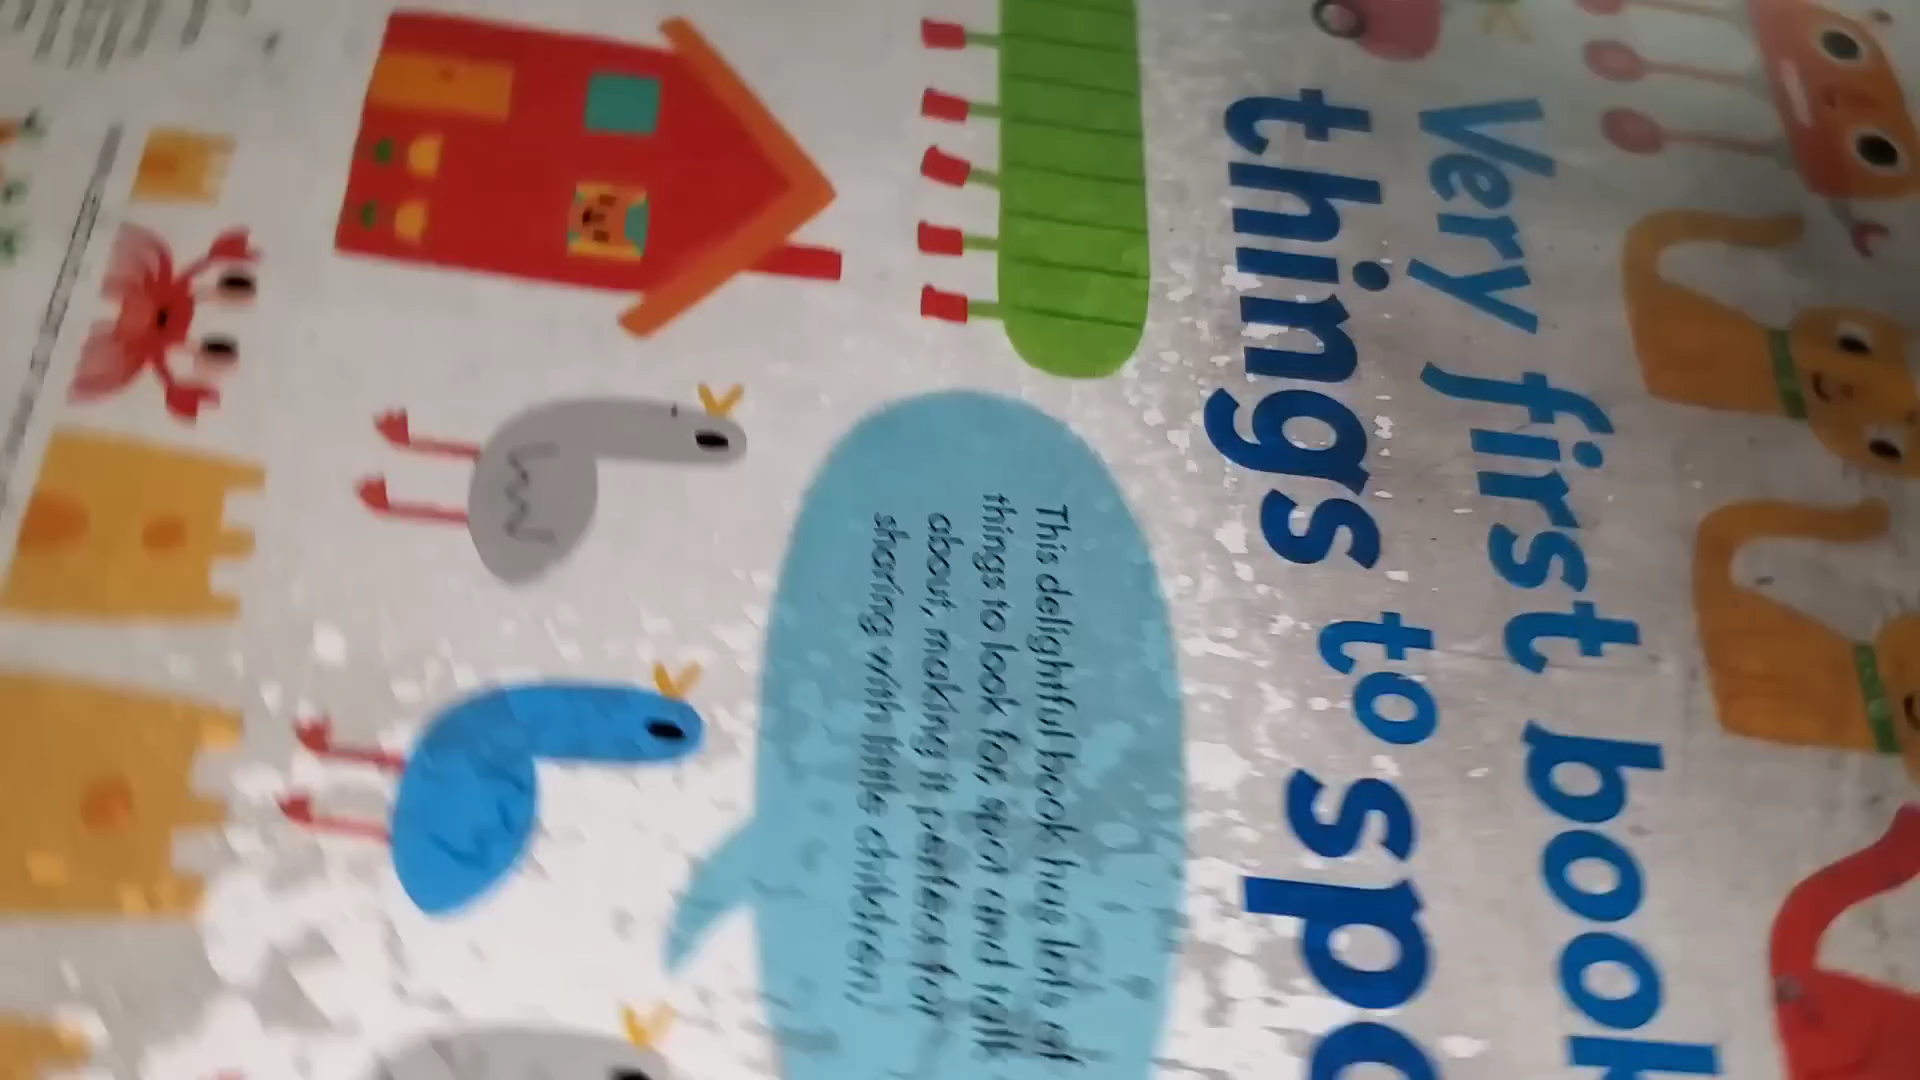 Very first book
things to spo
This delightful book has lots of
things to look for, spot and talk
about, making it perfect for
sharing with little children.